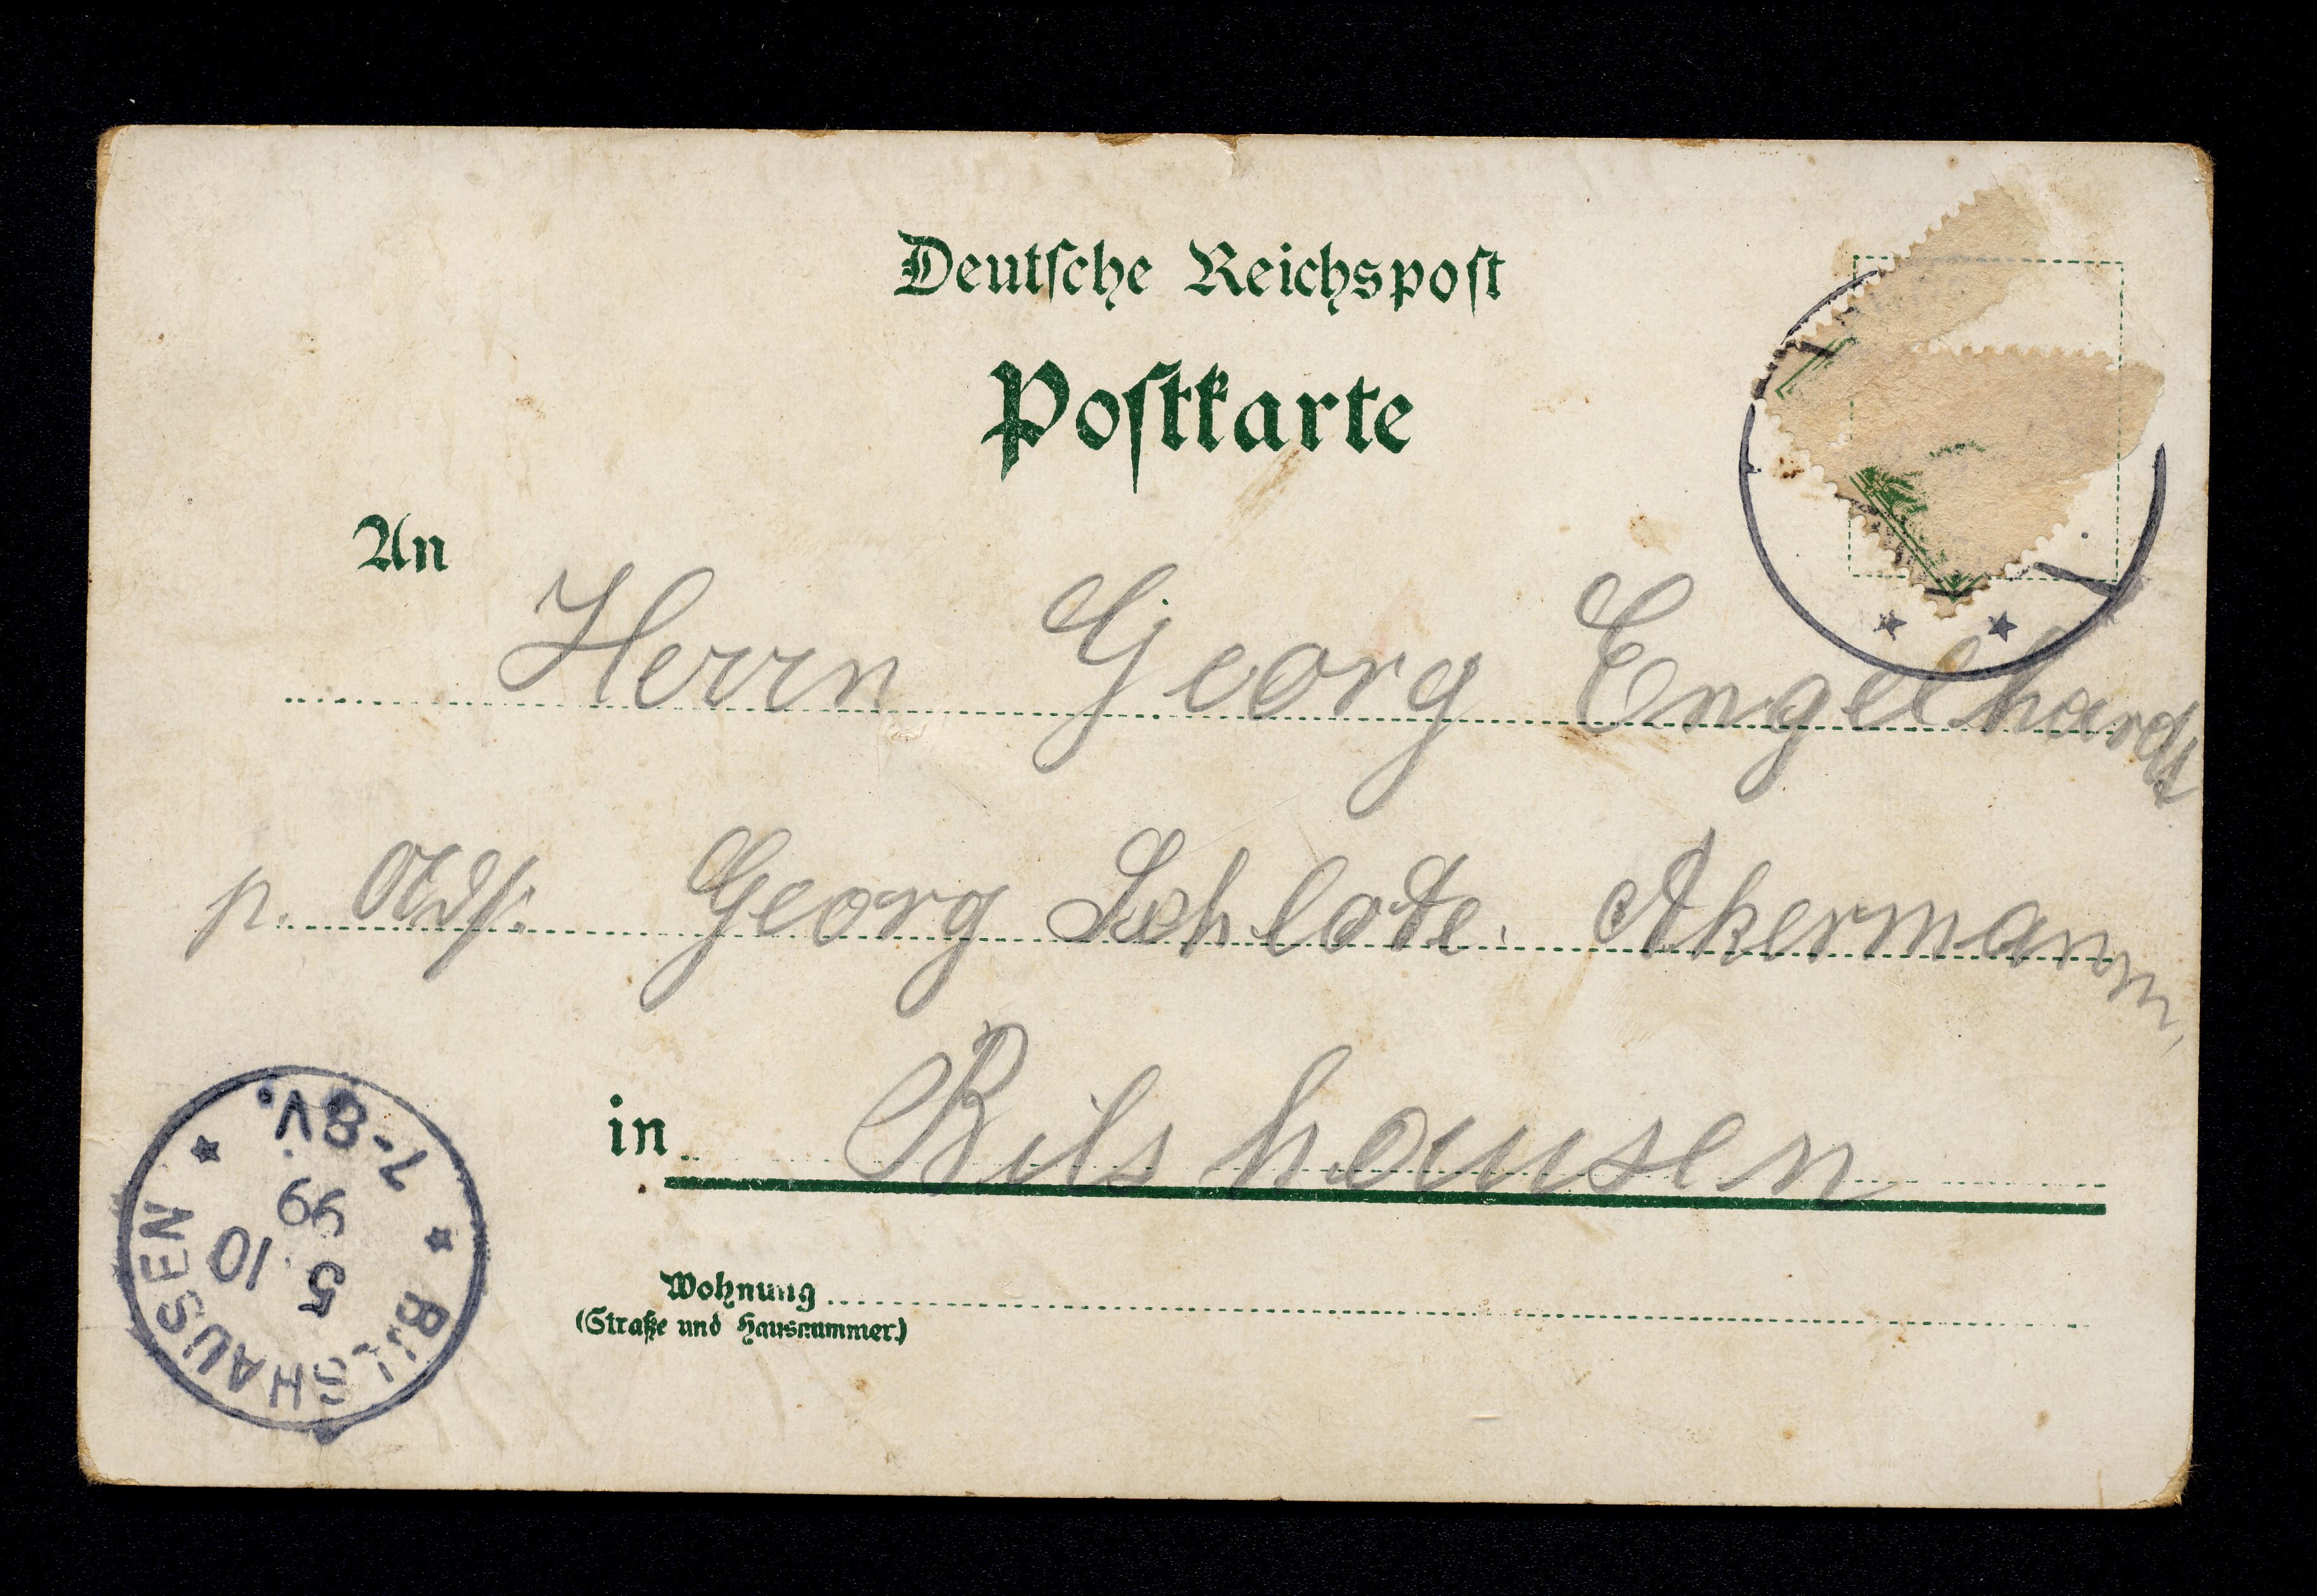 Deutsche Reichspost
Postkarte
An
Herrn Georg Engelhardt
p. Adr. Georg Schlote. Akermann,
in Bilshausen
Wohnung
(Straße und Hausnummer)
BILSHAUSEN
5 10
99
7-8V.